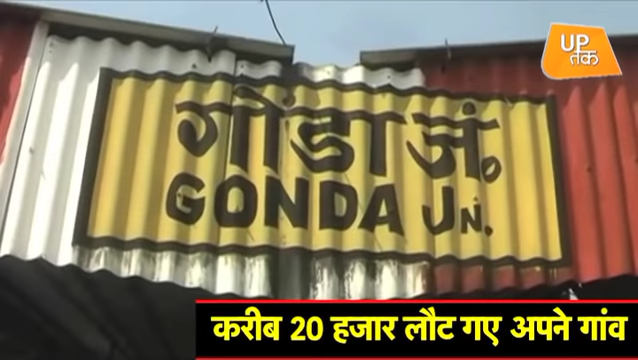 UP
तक
गोंडा जं.
GONDA JN.
करीब 20 हजार लौट गए अपने गांव